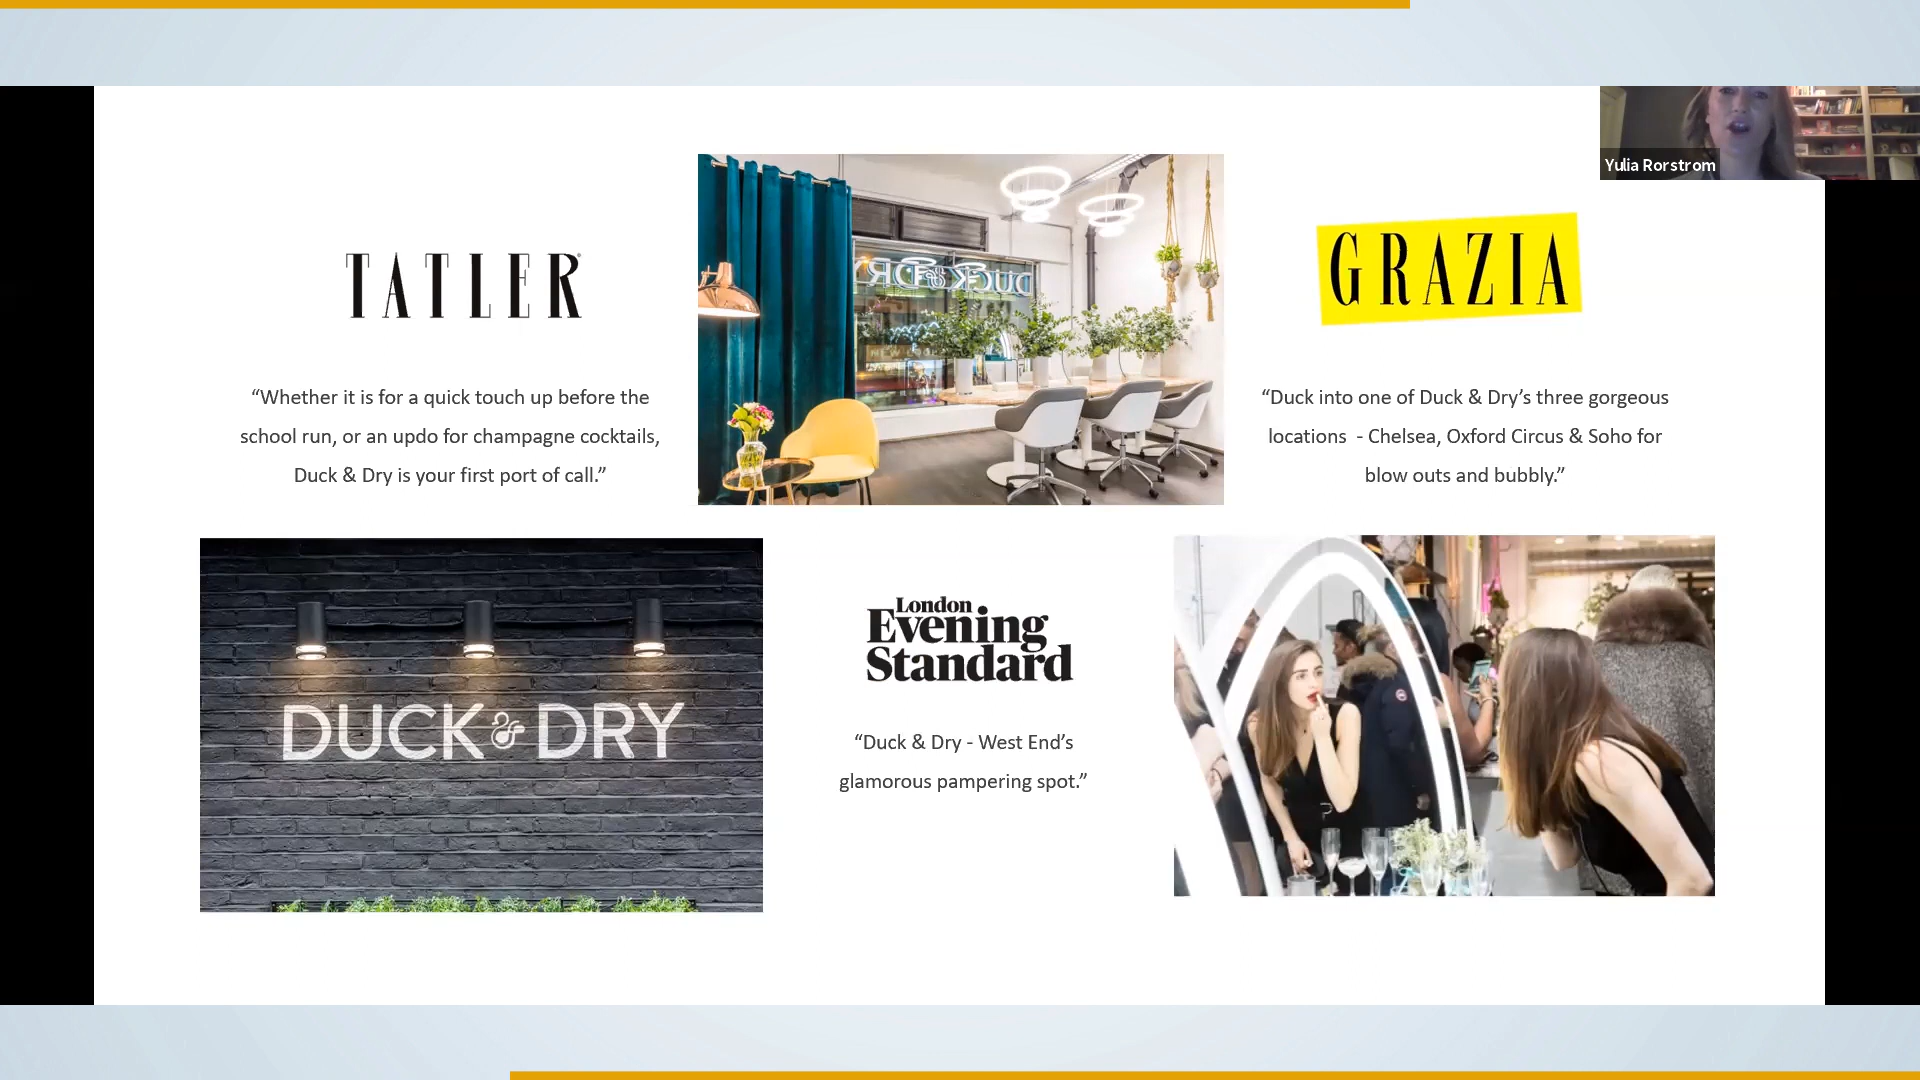 Yulia Rorstrom
TATLER
“Whether it is for a quick touch up before the
school run, or an updo for champagne cocktails,
Duck & Dry is your first port of call.”
DUCK & DRY
GRAZIA
“Duck into one of Duck & Dry’s three gorgeous
locations - Chelsea, Oxford Circus & Soho for
blow outs and bubbly.”
DUCK & DRY
London
Evening
Standard
“Duck & Dry - West End’s
glamorous pampering spot.”